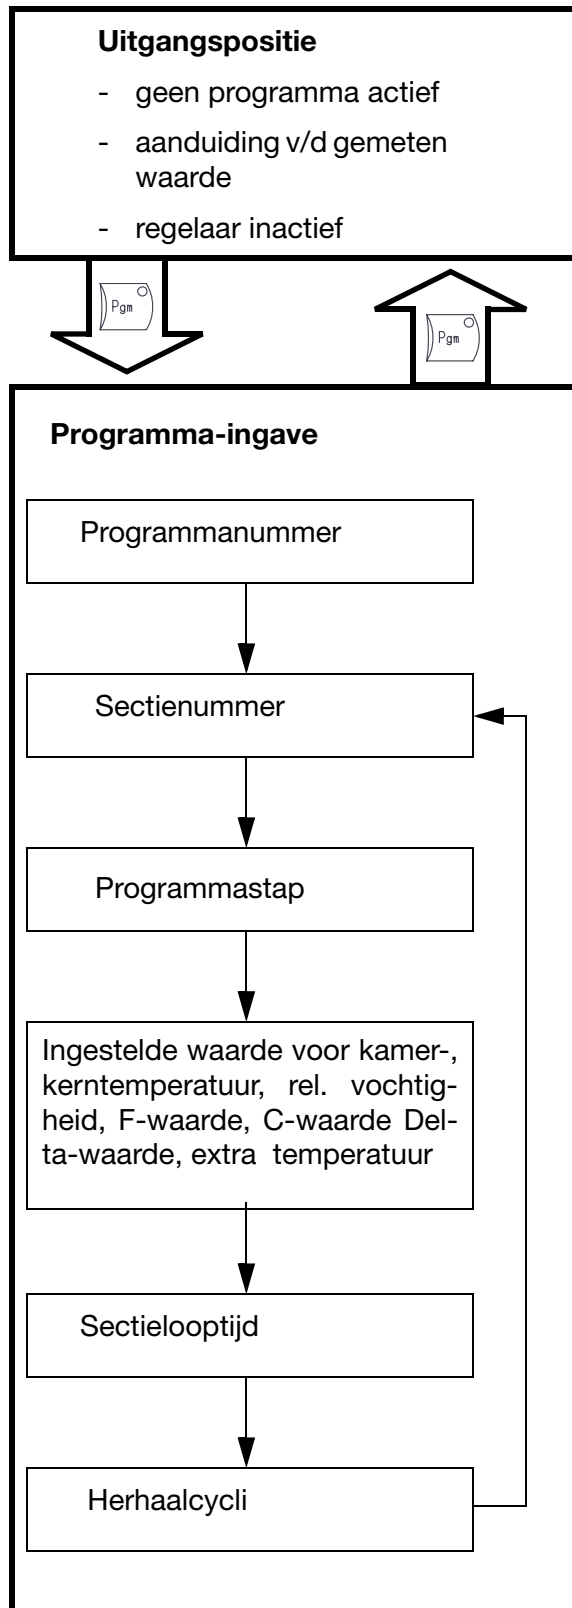 Uitgangspositie
- geen programma actief
- aanduiding v/d gemeten
waarde
- regelaar inactief
Pgm
Pgm
Programma-ingave
Programmanummer
Sectienummer
Programmastap
Ingestelde waarde voor kamer-,
kerntemperatuur, rel. vochtig-
heid, F-waarde, C-waarde Del-
ta-waarde, extra temperatuur
Sectielooptijd
Herhaalcycli